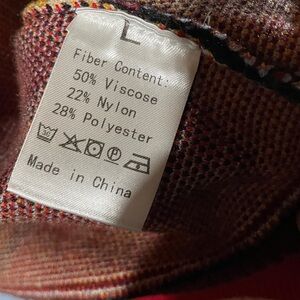 L
Fiber Content:
50% Viscose
22% Nylon
28% Polyester
Made in China